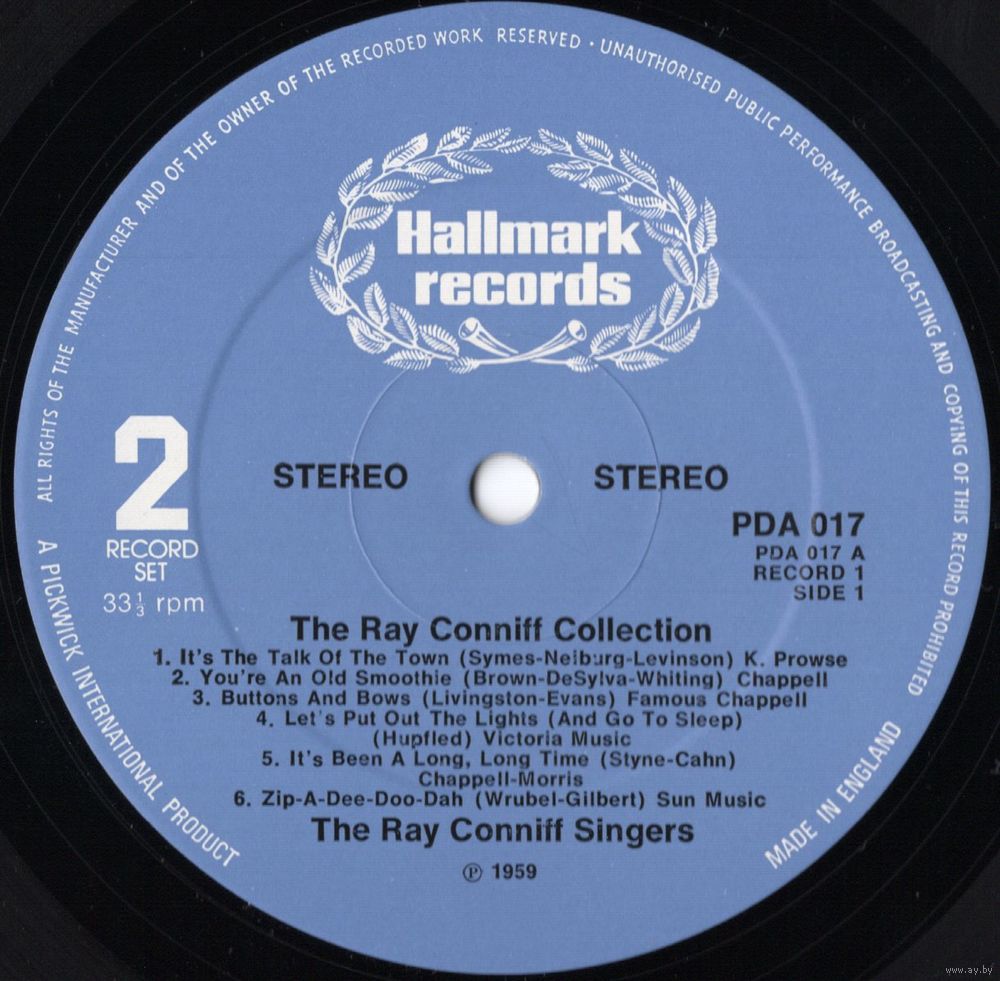 ALL RIGHTS OF THE MANUFACTURER AND OF THE OWNER OF THE RECORDED WORK RESERVED · UNAUTHORISED PUBLIC PERFORMANCE BROADCASTING AND COPYING OF THIS RECORD PROHIBITED
Hallmark
records
2
RECORD
SET
33⅓ rpm
STEREO STEREO
PDA 017
PDA 017 A
RECORD 1
SIDE 1
The Ray Conniff Collection
1. It's The Talk Of The Town (Symes-Neiburg-Levinson) K. Prowse
2. You're An Old Smoothie (Brown-DeSylva-Whiting) Chappell
3. Buttons And Bows (Livingston-Evans) Famous Chappell
4. Let's Put Out The Lights (And Go To Sleep)
(Hupfled) Victoria Music
5. It's Been A Long, Long Time (Styne-Cahn)
Chappell-Morris
6. Zip-A-Dee-Doo-Dah (Wrubel-Gilbert) Sun Music
The Ray Conniff Singers
℗ 1959
A PICKWICK INTERNATIONAL PRODUCT
MADE IN ENGLAND
www.ay.by